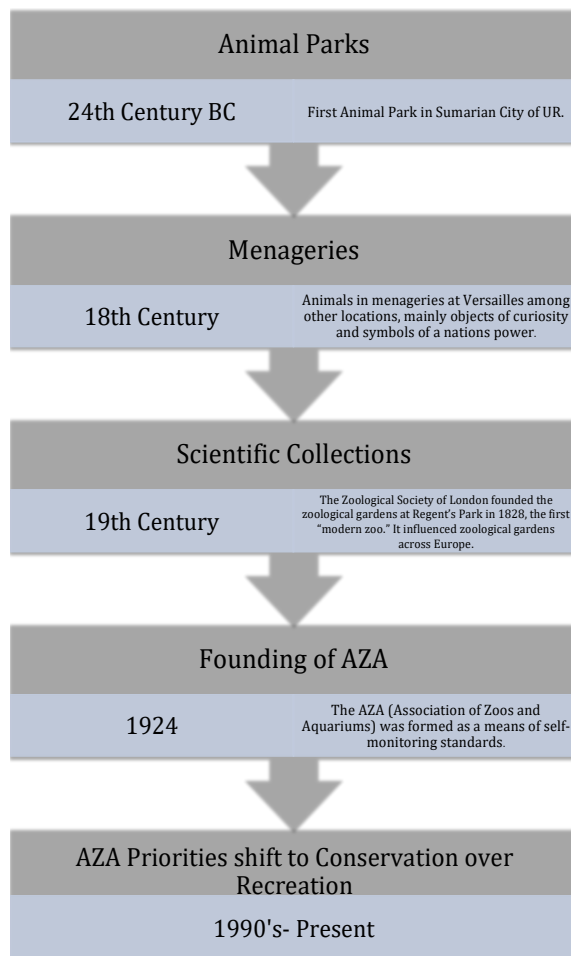 Animal Parks
24th Century BC
First Animal Park in Sumarian City of UR.
Menageries
18th Century
Animals in menageries at Versailles among
other locations, mainly objects of curiosity
and symbols of a nations power.
Scientific Collections
19th Century
The Zoological Society of London founded the
zoological gardens at Regent's Park in 1828, the first
“modern zoo.” It influenced zoological gardens
across Europe.
Founding of AZA
1924
The AZA (Association of Zoos and
Aquariums) was formed as a means of self-
monitoring standards.
AZA Priorities shift to Conservation over
Recreation
1990's- Present